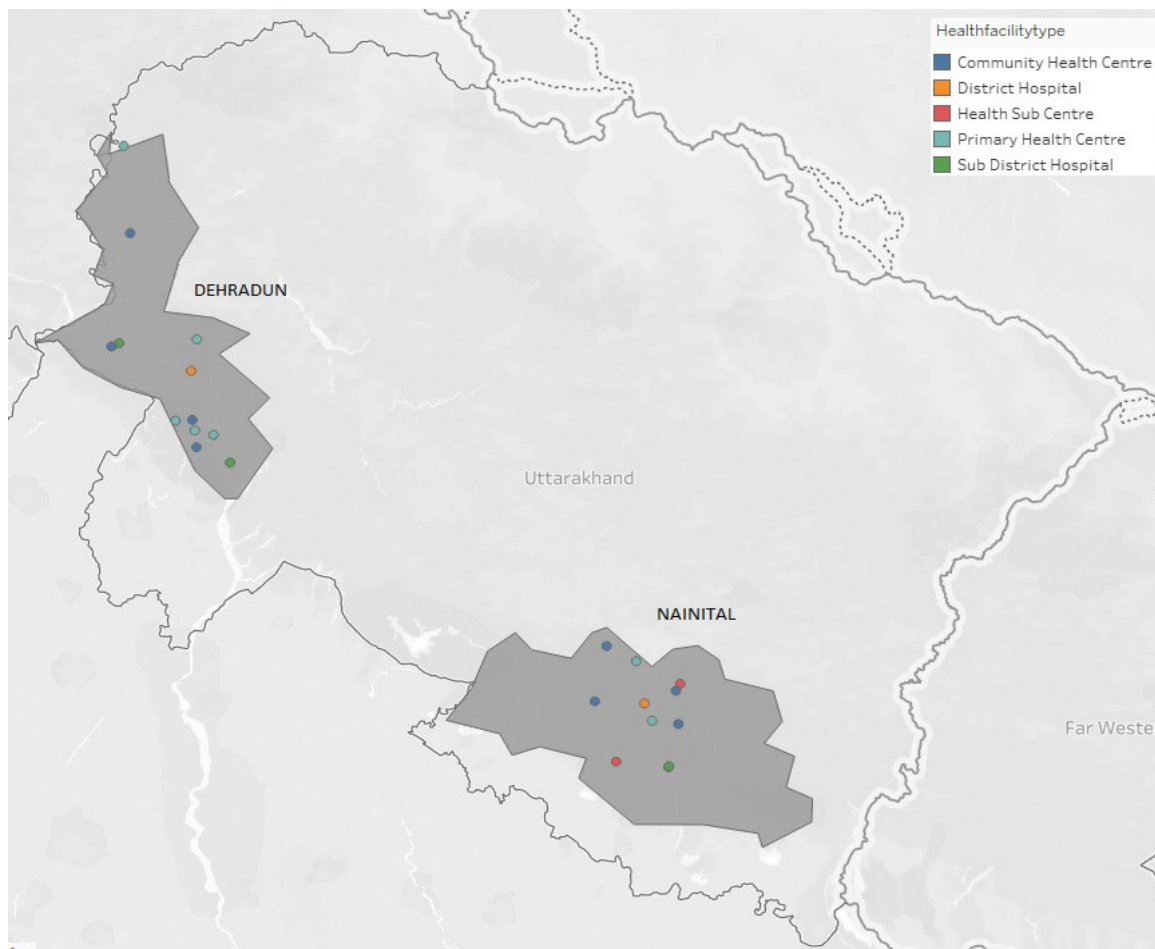 Healthfacilitytype
Community Health Centre
District Hospital
Health Sub Centre
Primary Health Centre
Sub District Hospital
DEHRADUN
Uttarakhand
NAINITAL
Far Weste